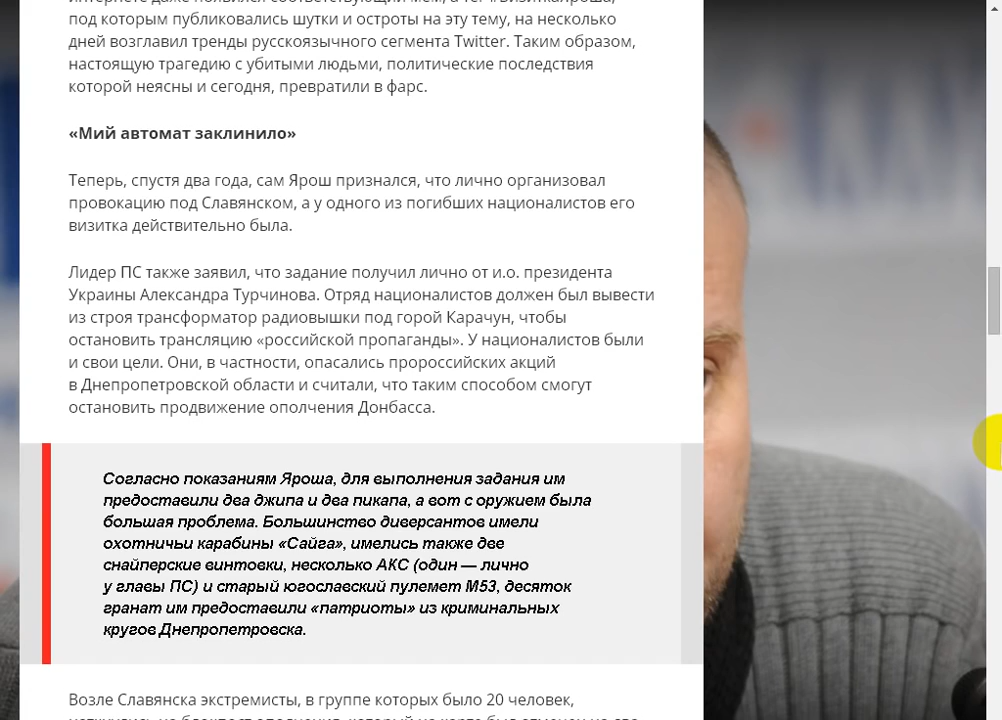 под которым публиковались шутки и остроты на эту тему, на несколько
дней возглавил тренды русскоязычного сегмента Twitter. Таким образом,
настоящую трагедию с убитыми людьми, политические последствия
которой неясны и сегодня, превратили в фарс.
«Мий автомат заклинило»
Теперь, спустя два года, сам Ярош признался, что лично организовал
провокацию под Славянском, а у одного из погибших националистов его
визитка действительно была.
Лидер ПС также заявил, что задание получил лично от и.о. президента
Украины Александра Турчинова. Отряд националистов должен был вывести
из строя трансформатор радиовышки под горой Карачун, чтобы
остановить трансляцию «российской пропаганды». У националистов были
и свои цели. Они, в частности, опасались пророссийских акций
в Днепропетровской области и считали, что таким способом смогут
остановить продвижение ополчения Донбасса.
Согласно показаниям Яроша, для выполнения задания им
предоставили два джипа и два пикапа, а вот с оружием была
большая проблема. Большинство диверсантов имели
охотничьи карабины «Сайга», имелись также две
снайперские винтовки, несколько АКС (один — лично
у главы ПС) и старый югославский пулемет М53, десяток
гранат им предоставили «патриоты» из криминальных
кругов Днепропетровска.
Возле Славянска экстремисты, в группе которых было 20 человек,